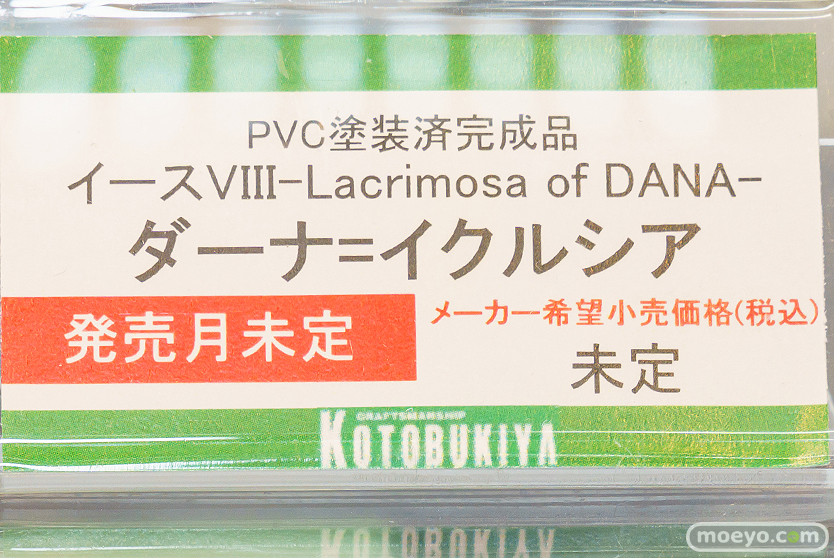 PVC塗装済完成品
イースVIII-Lacrimosa of DANA-
ダーナ=イクルシア
発売月未定
メーカー希望小売価格(税込)
未定
CRAFTSMANSHIP
KOTOBUKIYA
moeyo.com